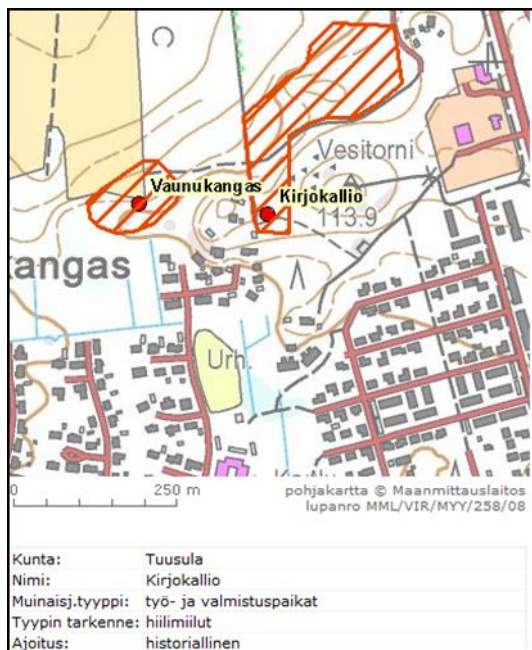 Vesitorni
Vaunukangas
Kirjokallio
113.9
kangas
Urh.
0 250 m
pohjakartta © Maanmittauslaitos
lupanro MML/VIR/MYY/258/08
Kunta: Tuusula
Nimi: Kirjokallio
Muinaisj.tyyppi: työ- ja valmistuspaikat
Tyypin tarkenne: hiilimiilut
Ajoitus: historiallinen